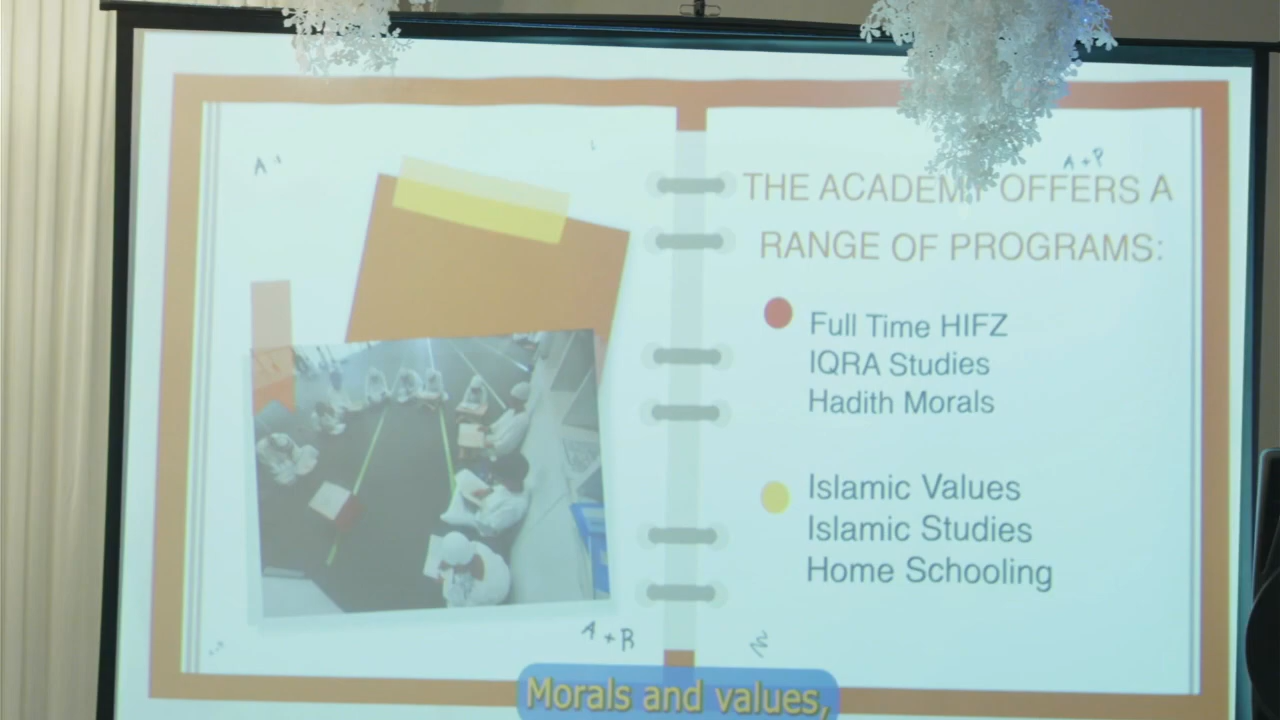 A +
A + P
THE ACADEMY OFFERS A
RANGE OF PROGRAMS:
Full Time HIFZ
IQRA Studies
Hadith Morals
Islamic Values
Islamic Studies
Home Schooling
A + B
Morals and values,